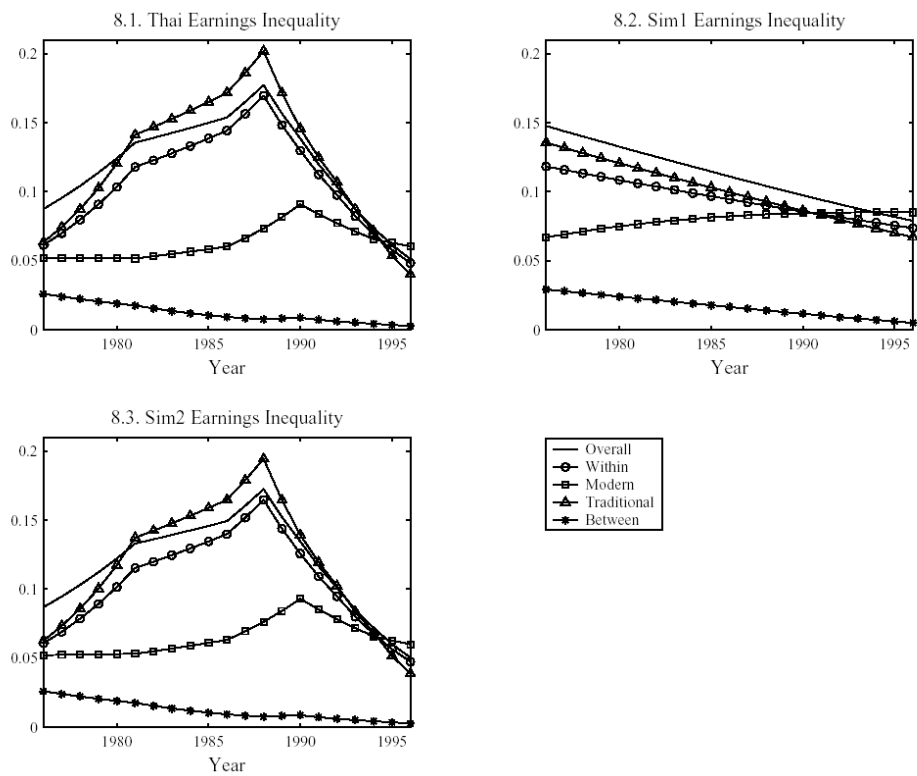 8.1. Thai Earnings Inequality
0.2
0.15
0.1
0.05
0
1980 1985 1990 1995
Year
8.2. Sim1 Earnings Inequality
0.2
0.15
0.1
0.05
0
1980 1985 1990 1995
Year
8.3. Sim2 Earnings Inequality
0.2
0.15
0.1
0.05
0
1980 1985 1990 1995
Year
Overall
Within
Modern
Traditional
Between